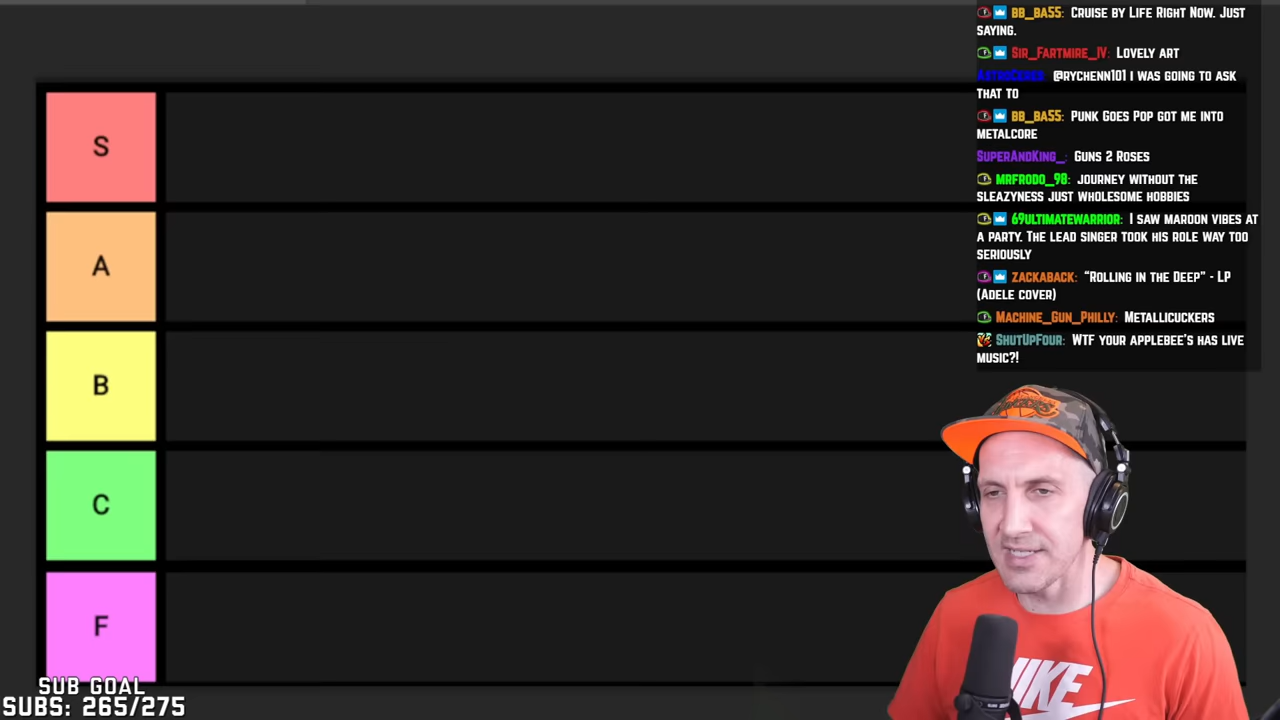 BB_BA55: Cruise by Life Right Now. Just
saying.
Sir_Fartmire_IV: Lovely art
@rychenn101 i was going to ask
that to
BB_BA55: Punk Goes Pop got me into
metalcore
SuperAndKing_: Guns 2 Roses
mrfrodo_98: journey without the
sleazyness just wholesome hobbies
69ultimatewarrior: I saw maroon vibes at
a party. The lead singer took his role way too
seriously
zackaback: “Rolling in the Deep” - LP
(Adele cover)
Machine_Gun_Philly: Metallicuckers
ShutUpFour: WTF your applebee's has live
music?!
S
A
B
C
F
SUB GOAL
SUBS: 265/275
NIKE